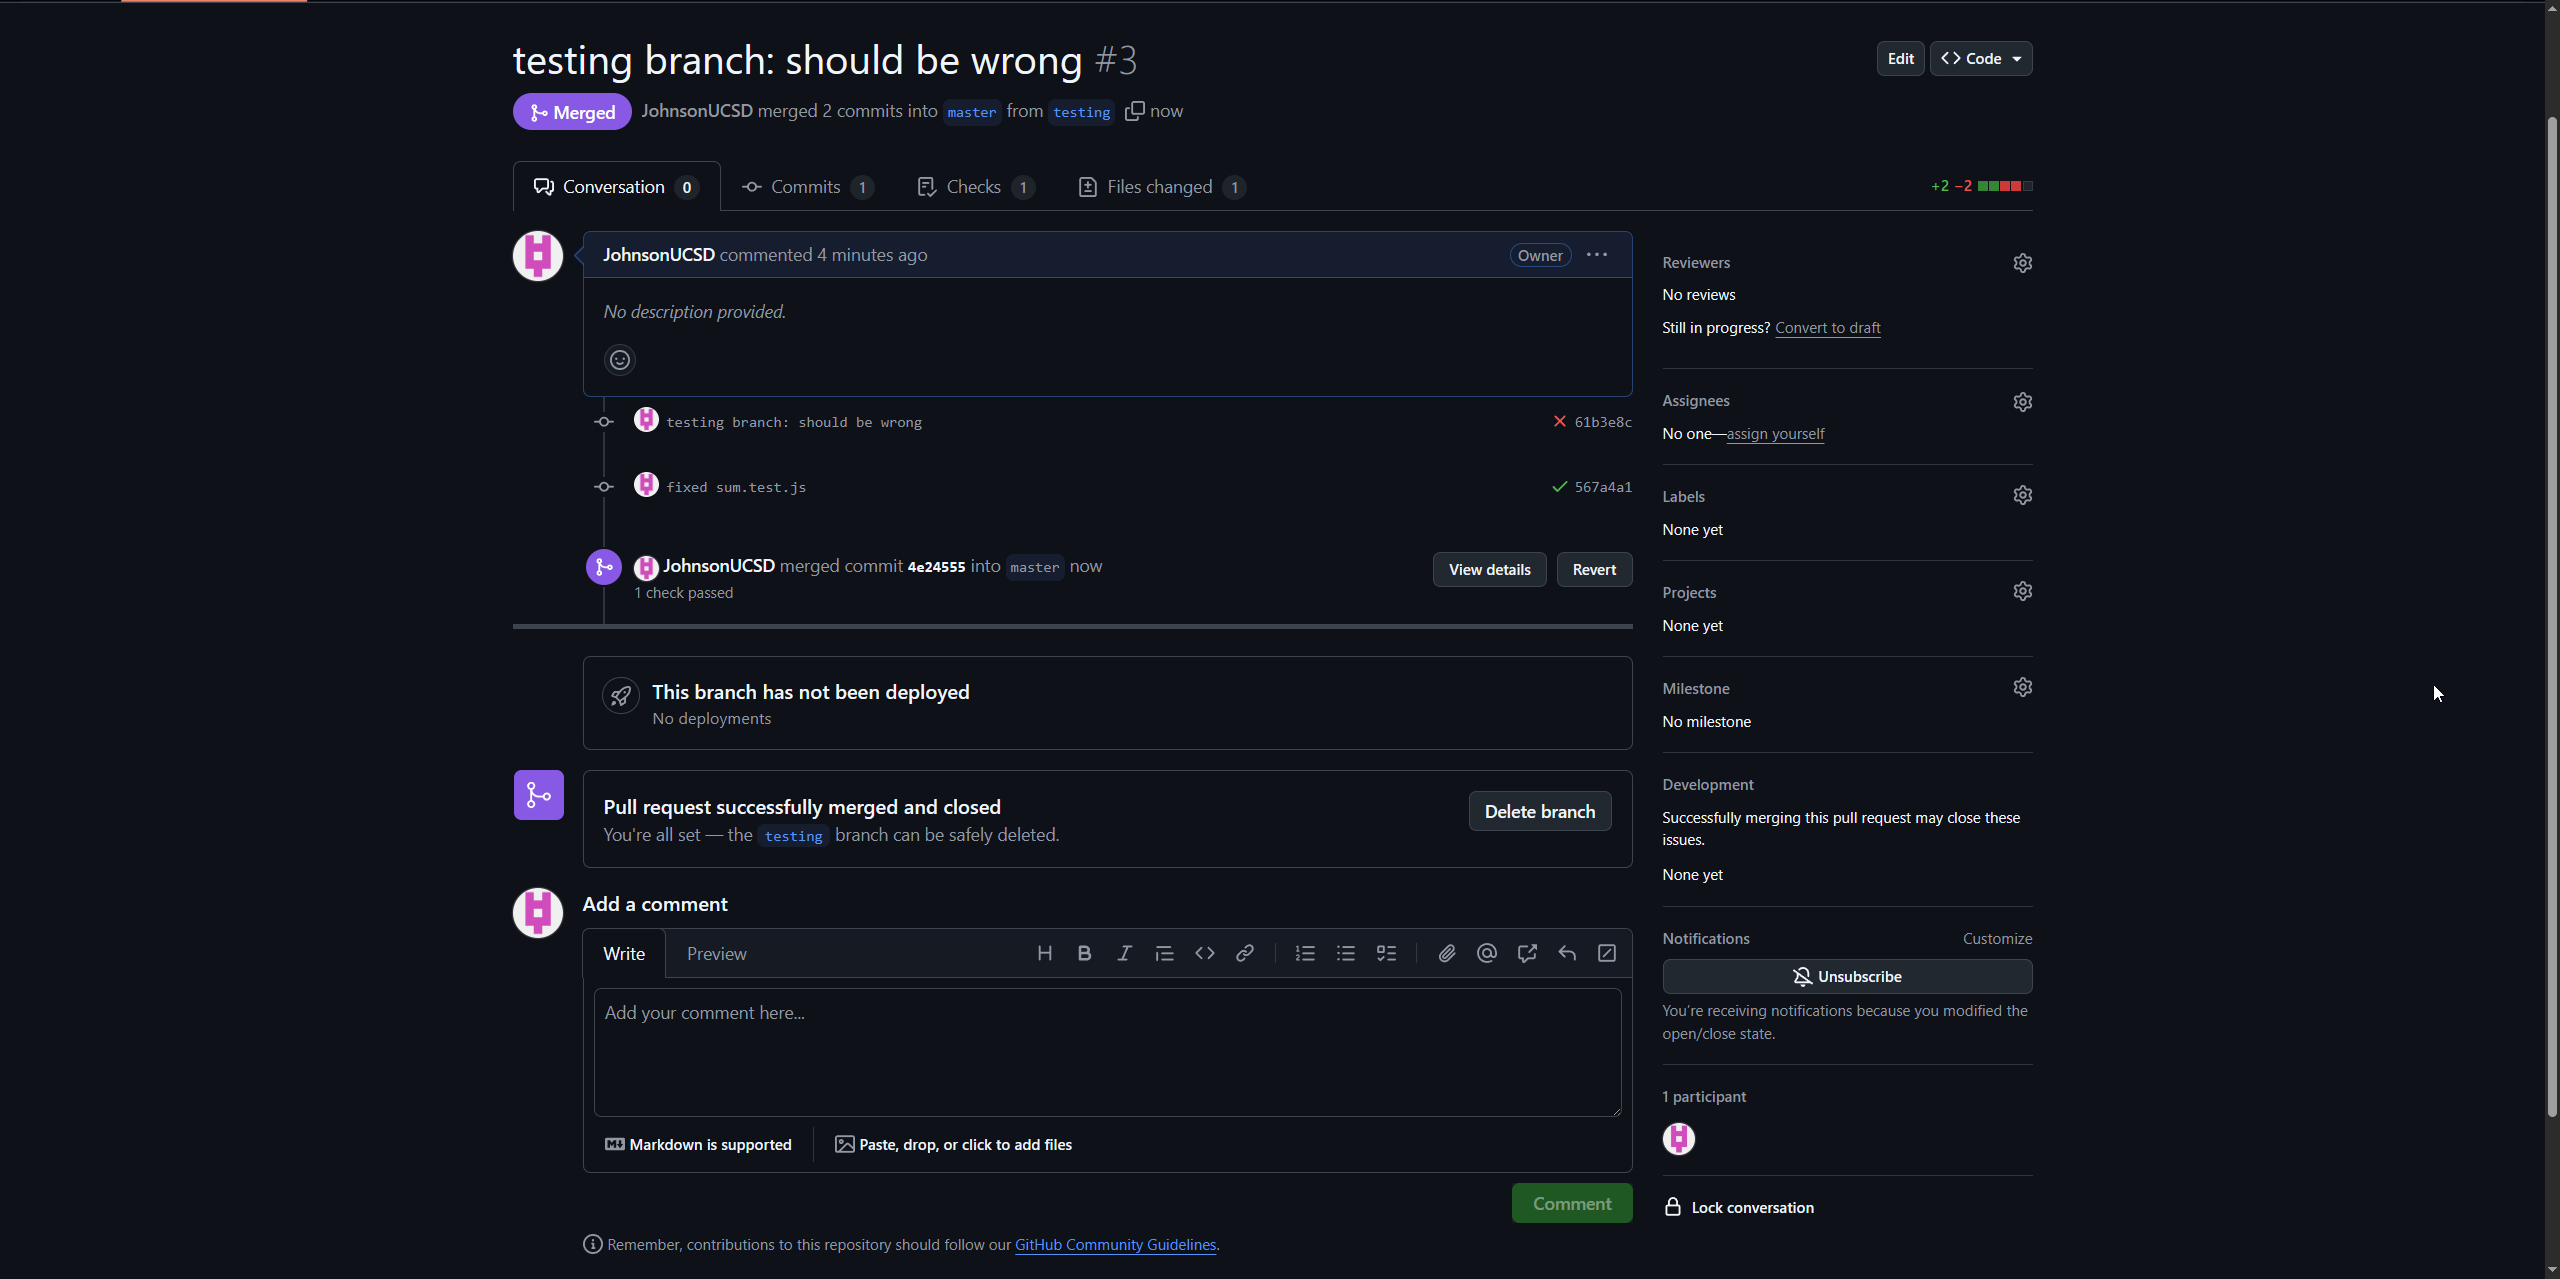 testing branch: should be wrong #3
Edit
Code
Merged
JohnsonUCSD merged 2 commits into master from testing now
Conversation 0
Commits 1
Checks 1
Files changed 1
+2 −2
JohnsonUCSD commented 4 minutes ago
Owner
No description provided.
testing branch: should be wrong
61b3e8c
fixed sum.test.js
567a4a1
JohnsonUCSD merged commit 4e24555 into master now
1 check passed
View details
Revert
This branch has not been deployed
No deployments
Pull request successfully merged and closed
You're all set — the testing branch can be safely deleted.
Delete branch
Add a comment
Write
Preview
Add your comment here...
Markdown is supported
Paste, drop, or click to add files
Comment
Remember, contributions to this repository should follow our GitHub Community Guidelines.
Reviewers
No reviews
Still in progress? Convert to draft
Assignees
No one—assign yourself
Labels
None yet
Projects
None yet
Milestone
No milestone
Development
Successfully merging this pull request may close these
issues.
None yet
Notifications
Customize
Unsubscribe
You're receiving notifications because you modified the
open/close state.
1 participant
Lock conversation